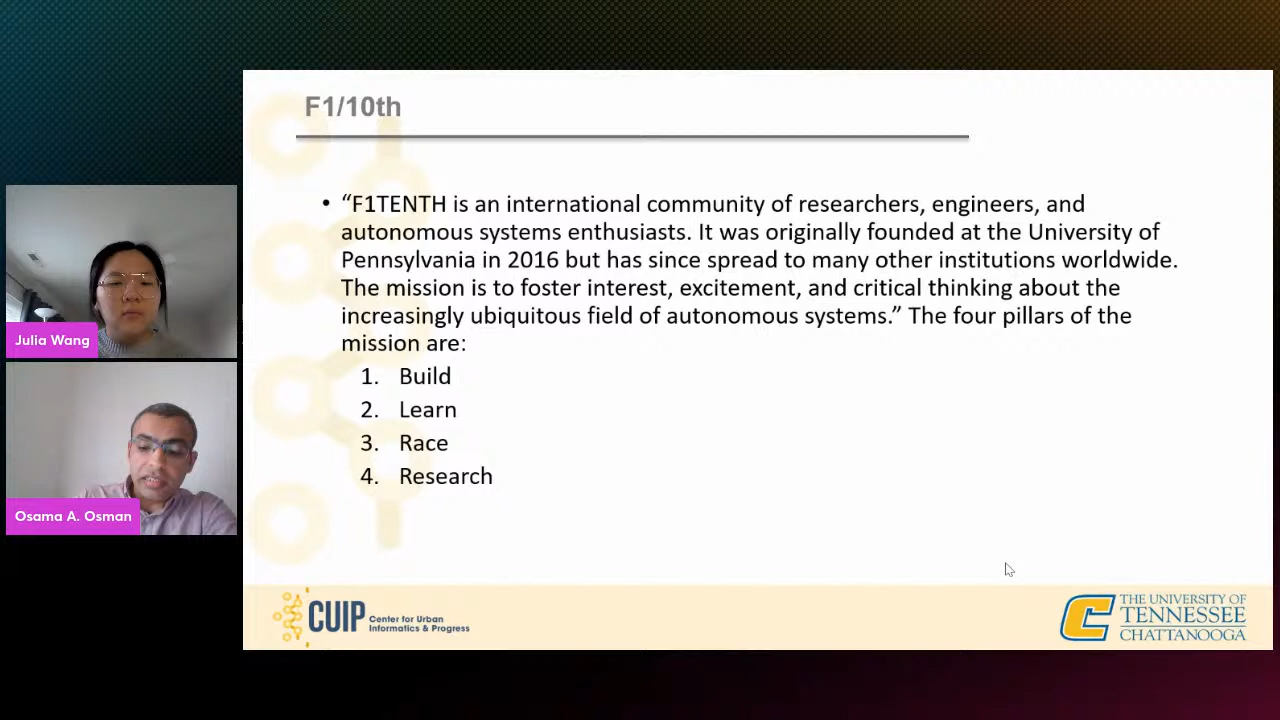 F1/10th
• “F1TENTH is an international community of researchers, engineers, and
autonomous systems enthusiasts. It was originally founded at the University of
Pennsylvania in 2016 but has since spread to many other institutions worldwide.
The mission is to foster interest, excitement, and critical thinking about the
increasingly ubiquitous field of autonomous systems.” The four pillars of the
mission are:
1. Build
2. Learn
3. Race
4. Research
Julia Wang
Osama A. Osman
CUIP
Center for Urban
Informatics & Progress
C
THE UNIVERSITY OF
TENNESSEE
CHATTANOOGA